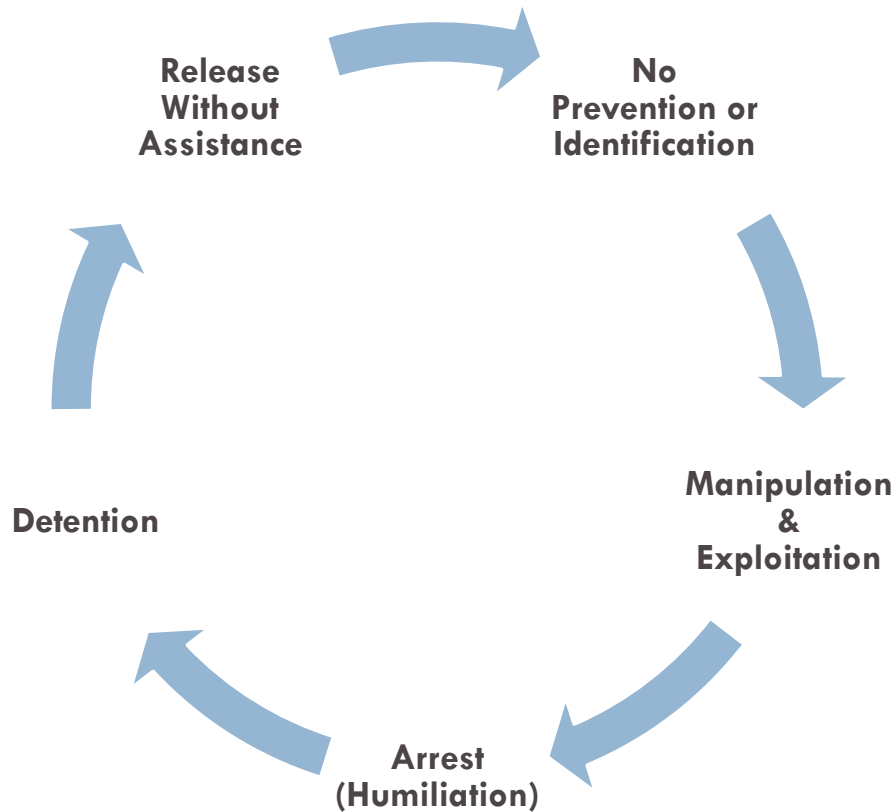 Release
Without
Assistance
No
Prevention or
Identification
Manipulation
&
Exploitation
Arrest
(Humiliation)
Detention